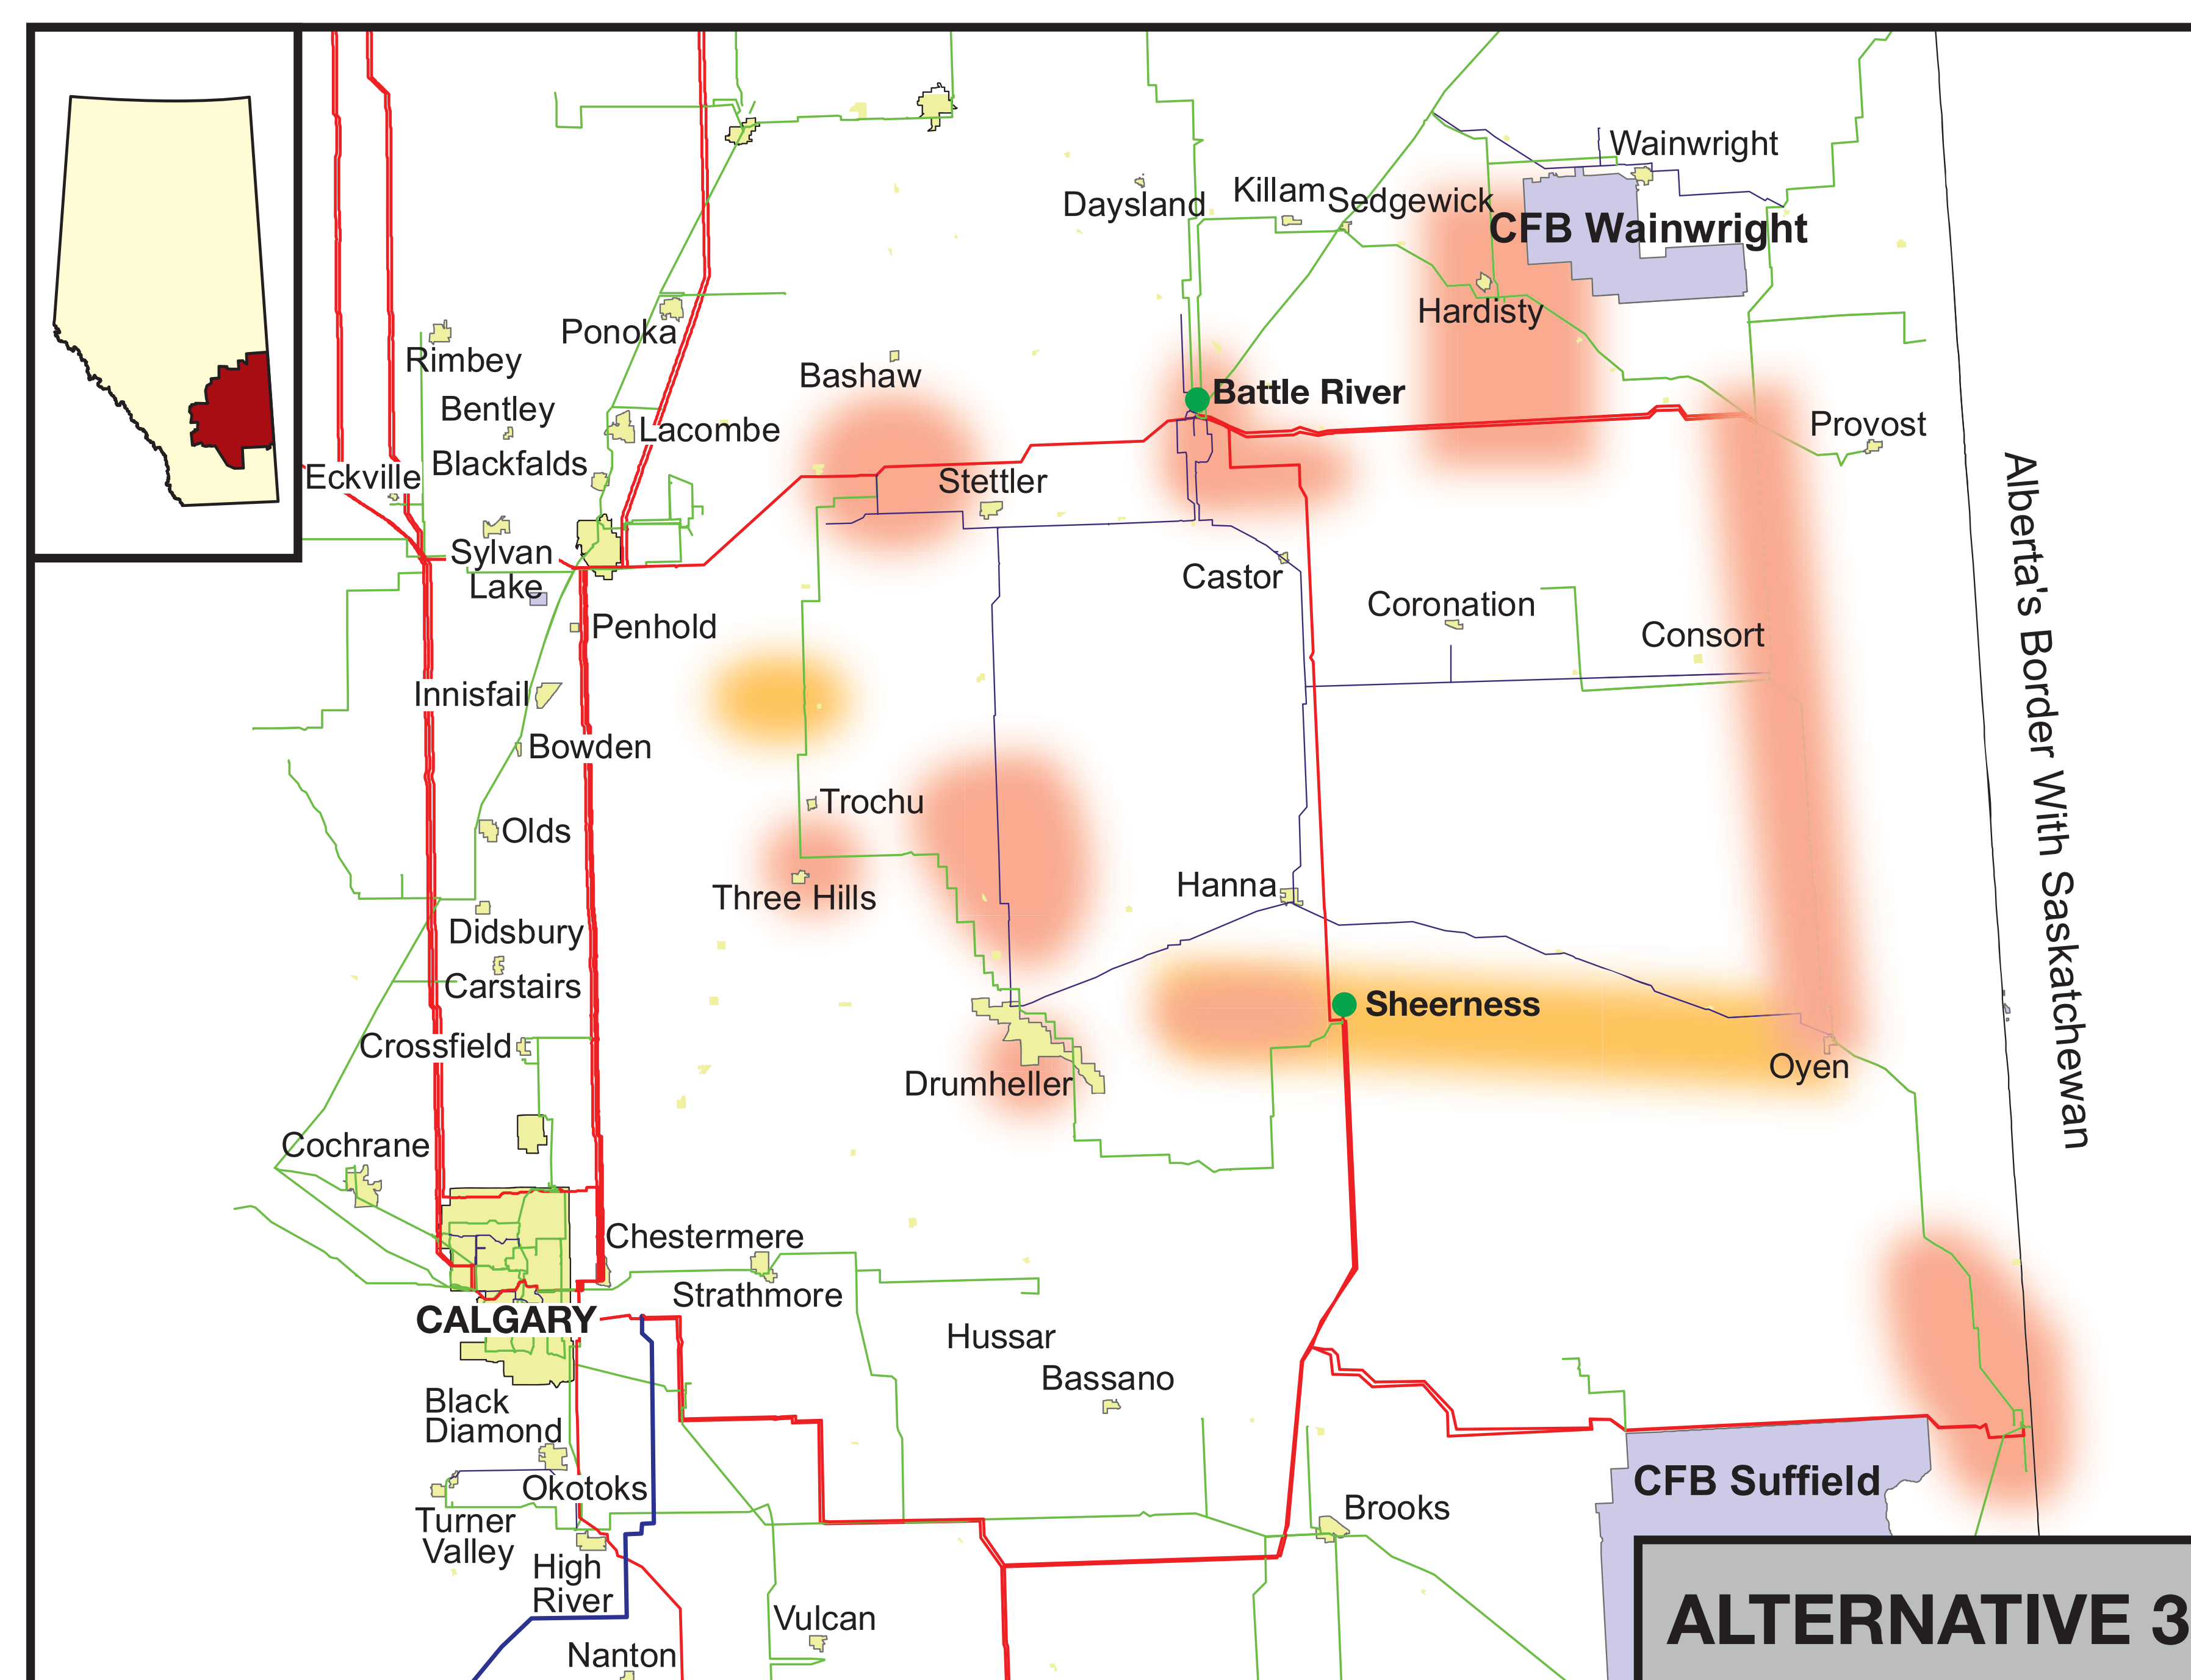 Wainwright
Daysland
Killam
Sedgewick
CFB Wainwright
Hardisty
Ponoka
Rimbey
Bashaw
Battle River
Bentley
Lacombe
Provost
Blackfalds
Eckville
Stettler
Sylvan
Lake
Castor
Coronation
Penhold
Consort
Innisfail
Bowden
Trochu
Olds
Hanna
Three Hills
Didsbury
Carstairs
Sheerness
Crossfield
Oyen
Drumheller
Alberta's Border With Saskatchewan
Cochrane
Chestermere
Strathmore
CALGARY
Hussar
Bassano
Black
Diamond
CFB Suffield
Okotoks
Brooks
Turner
Valley
High
River
Vulcan
ALTERNATIVE 3
Nanton